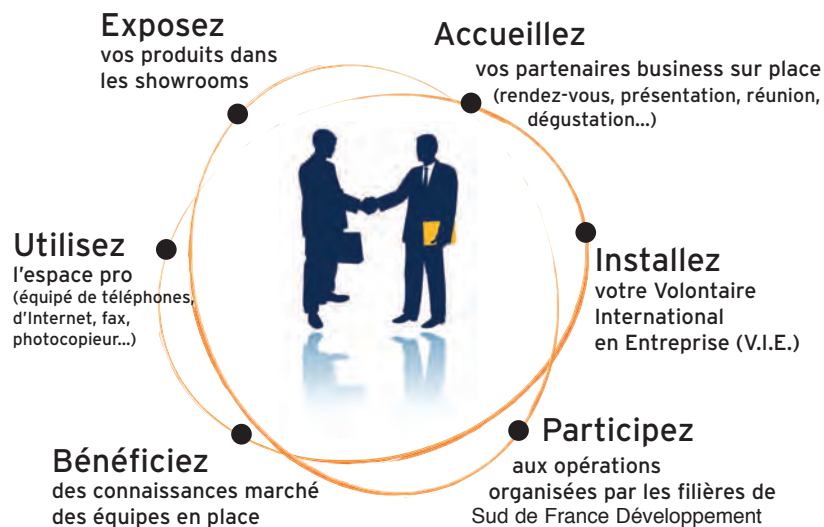 Exposez
vos produits dans
les showrooms
Accueillez
vos partenaires business sur place
(rendez-vous, présentation, réunion,
dégustation...)
Utilisez
l'espace pro
(équipé de téléphones,
d'Internet, fax,
photocopieur...)
Installez
votre Volontaire
International
en Entreprise (V.I.E.)
Bénéficiez
des connaissances marché
des équipes en place
Participez
aux opérations
organisées par les filières de
Sud de France Développement